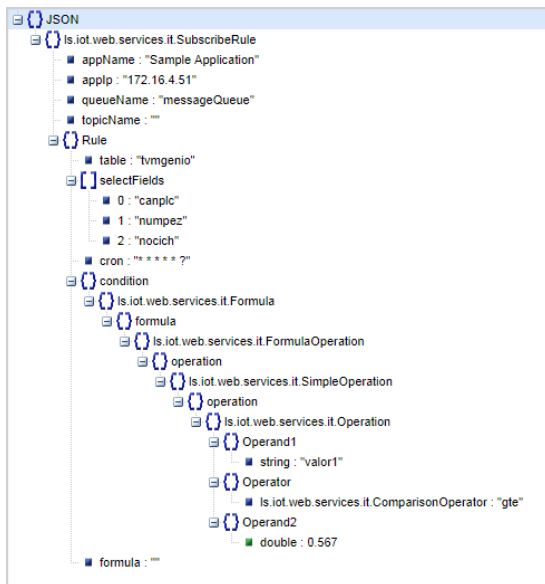 JSON
ls.iot.web.services.it.SubscribeRule
appName : "Sample Application"
appIp : "172.16.4.51"
queueName : "messageQueue"
topicName : ""
Rule
table : "tvmgenio"
selectFields
0 : "canplc"
1 : "numpez"
2 : "nocich"
cron : "* * * * * ?"
condition
ls.iot.web.services.it.Formula
formula
ls.iot.web.services.it.FormulaOperation
operation
ls.iot.web.services.it.SimpleOperation
operation
ls.iot.web.services.it.Operation
Operand1
string : "valor1"
Operator
ls.iot.web.services.it.ComparisonOperator : "gte"
Operand2
double : 0.567
formula : ""